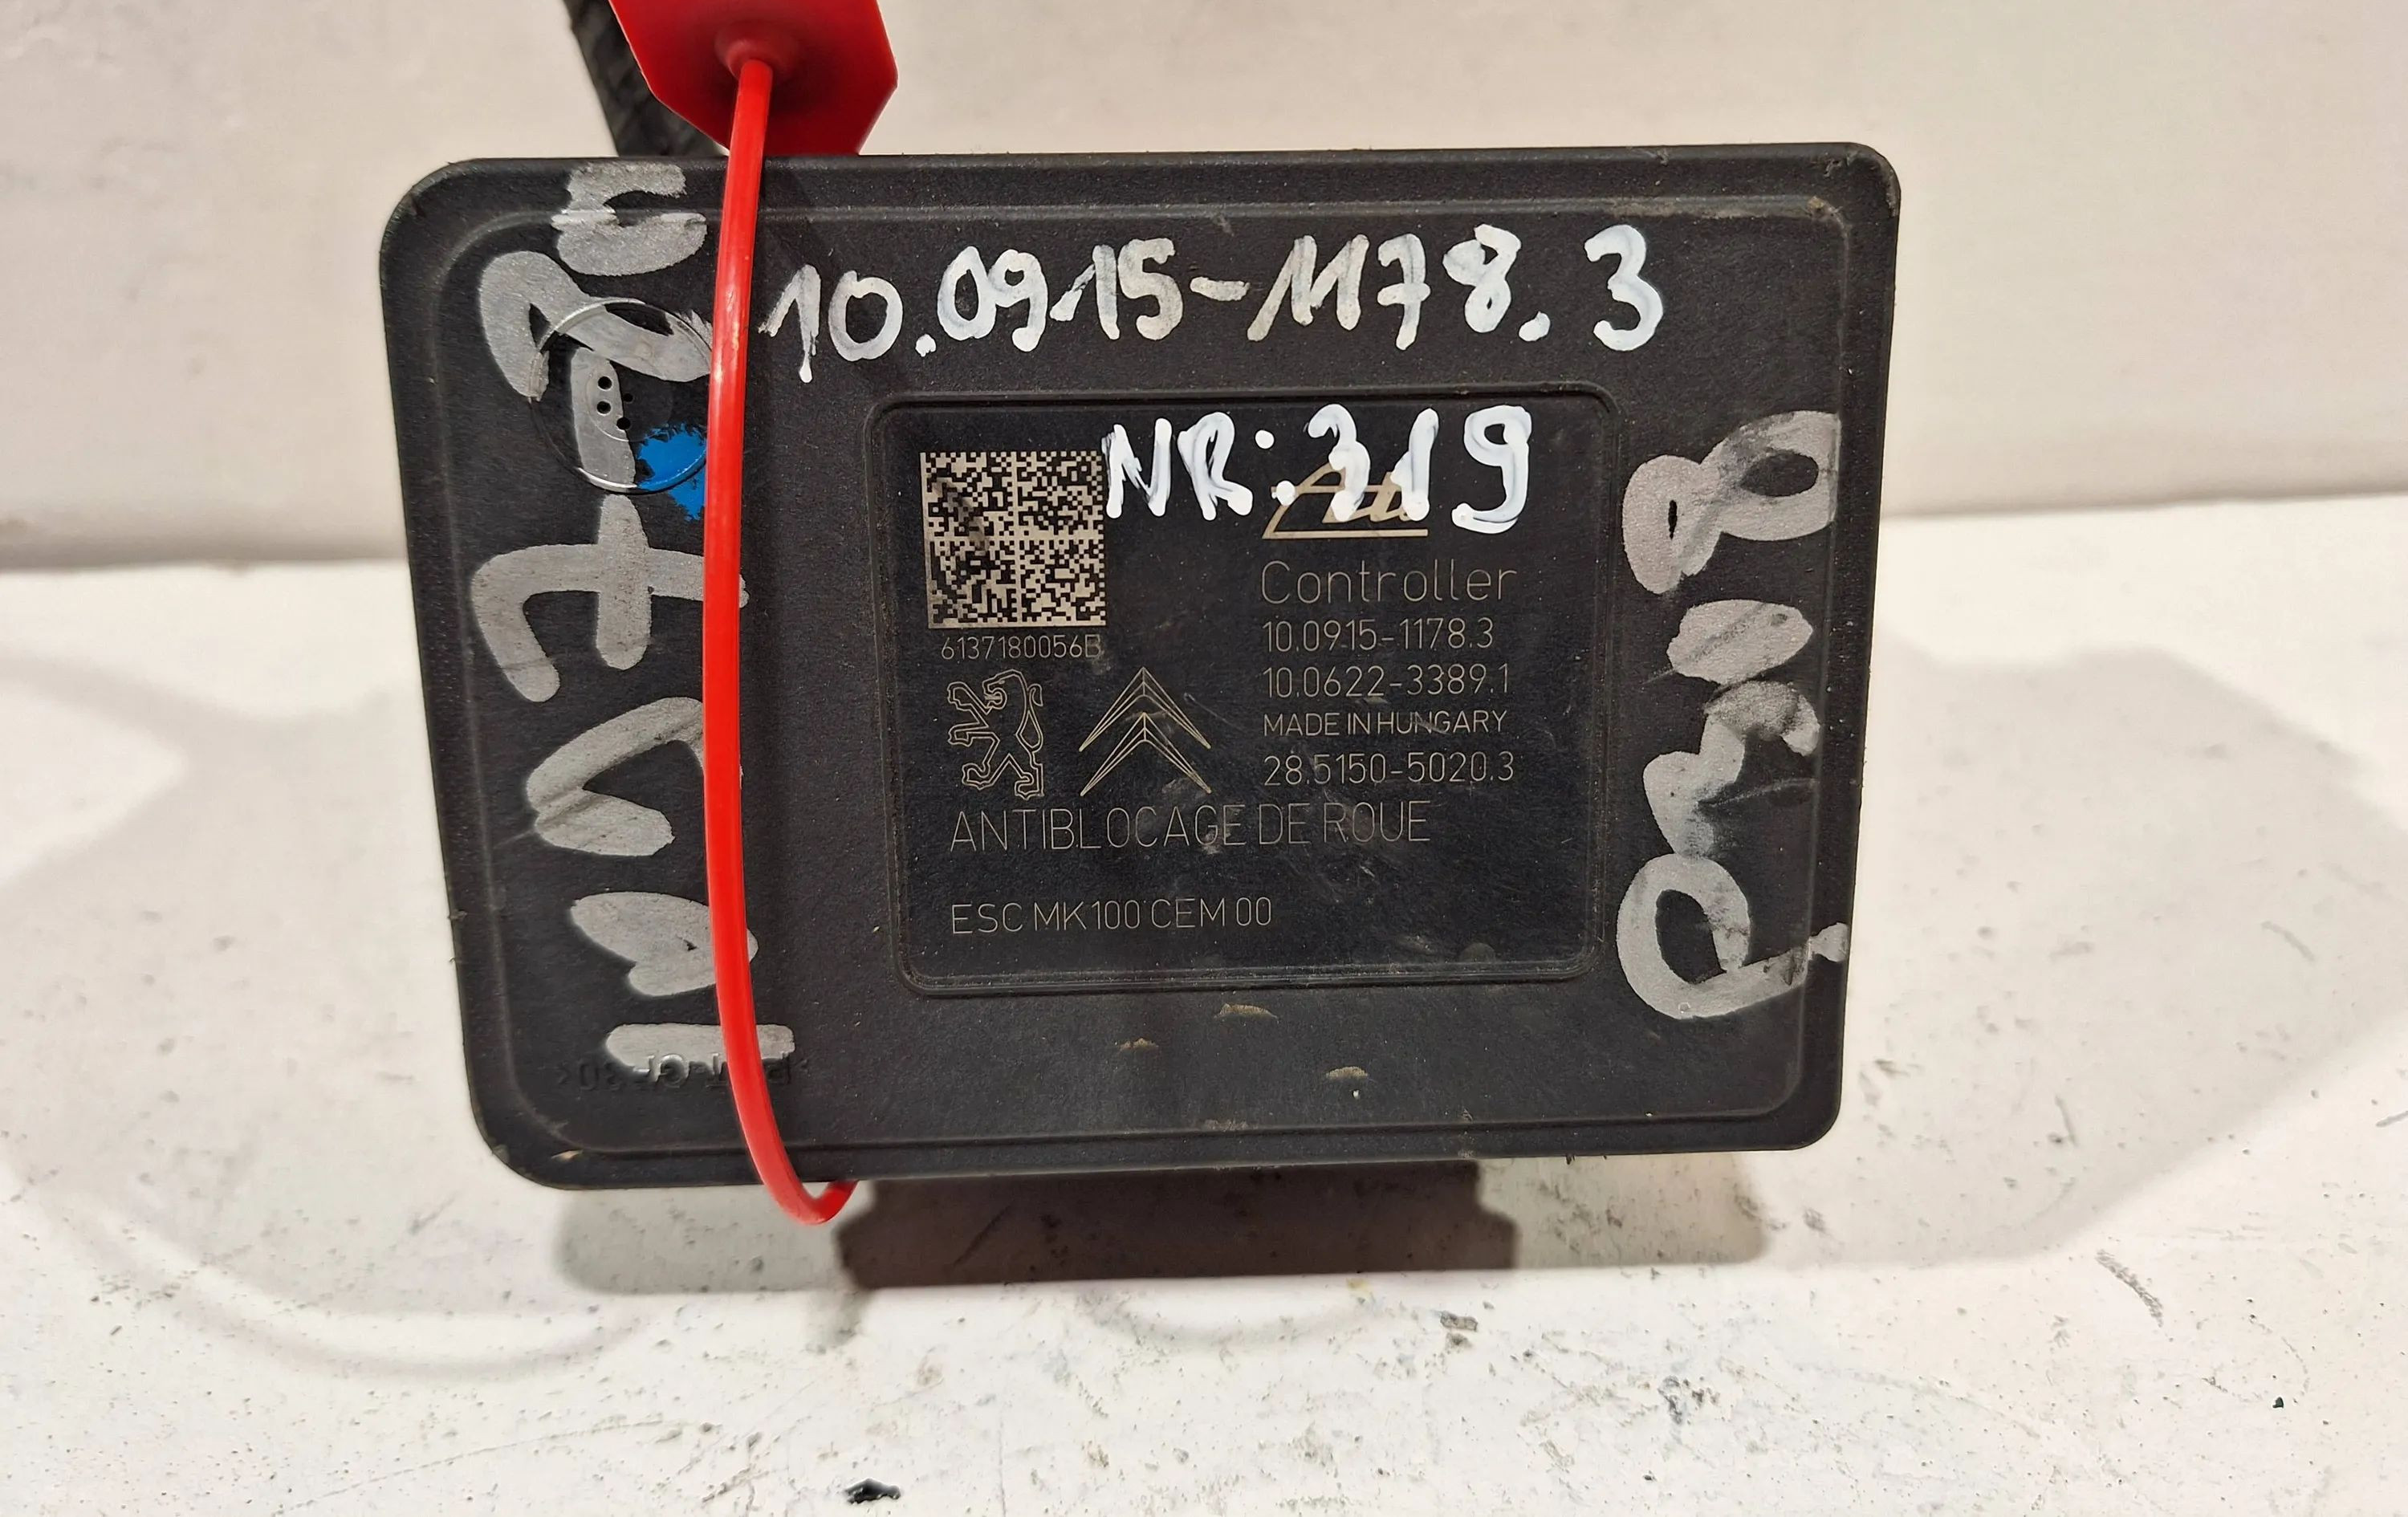 10.0915-1178.3
NR:319
Ate
Controller
10.0915-1178.3
10.0622-3389.1
MADE IN HUNGARY
28.5150-5020.3
6137180056B
ANTIBLOCAGE DE ROUE
ESC MK100 CEM 00